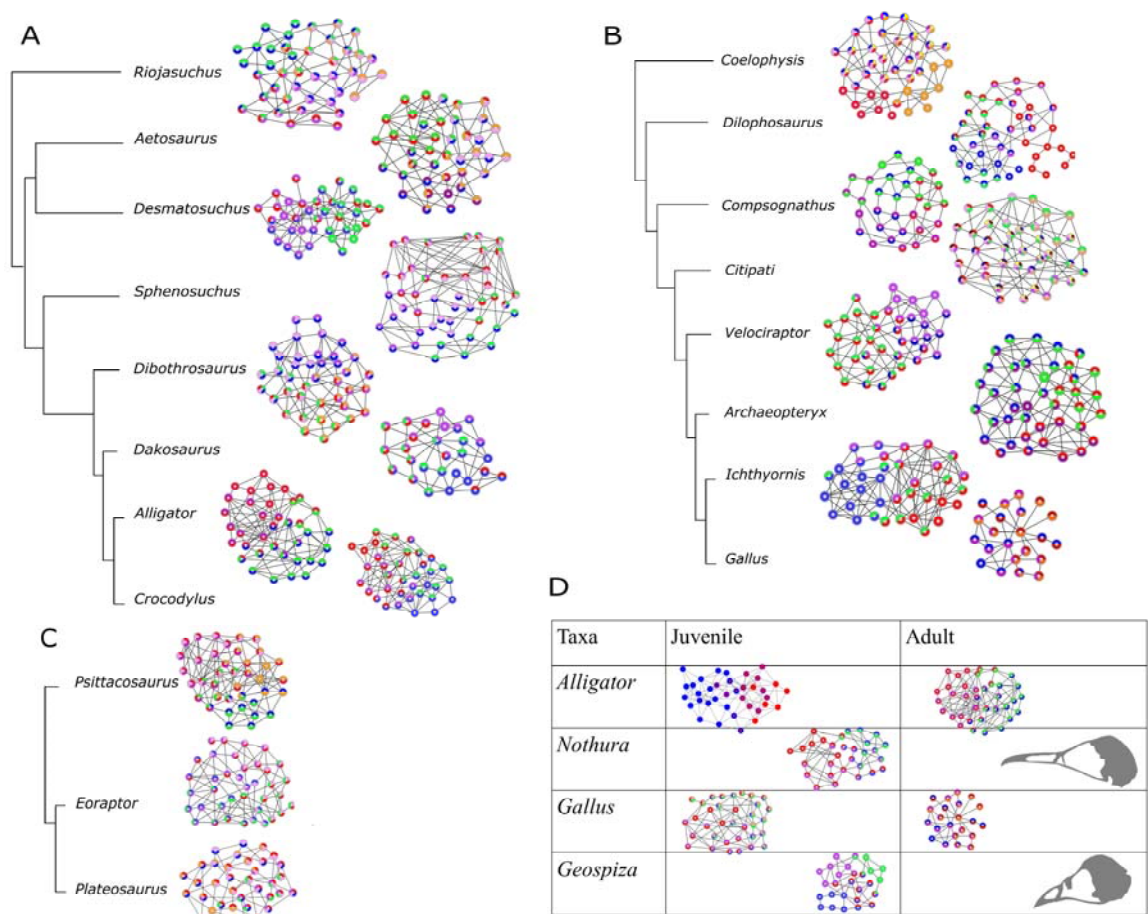 A
Riojasuchus
Aetosaurus
Desmatosuchus
Sphenosuchus
Dibothrosaurus
Dakosaurus
Alligator
Crocodylus
B
Coelophysis
Dilophosaurus
Compsognathus
Citipati
Velociraptor
Archaeopteryx
Ichthyornis
Gallus
C
Psittacosaurus
Eoraptor
Plateosaurus
D
Taxa Juvenile Adult
Alligator
Nothura
Gallus
Geospiza